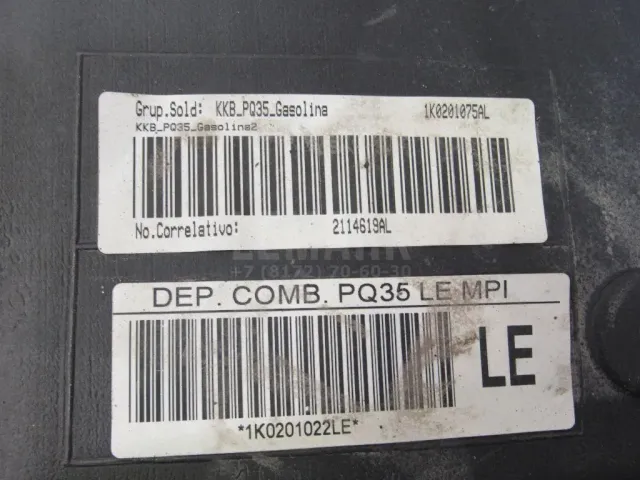 Grup.Sold: KKB_PQ35_Gasolina 1K0201075AL
KKB_PQ35_Gasolina2
No.Correlativo: 2114619AL
+7 (8172) 70-60-30
DEP. COMB. PQ35 LE MPI
LE
*1K0201022LE*